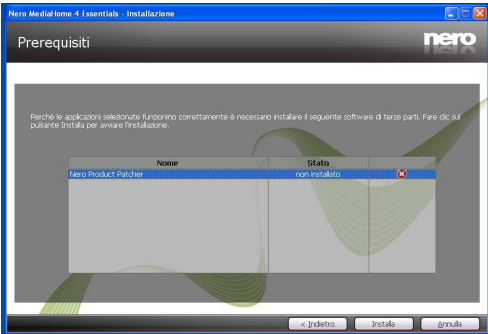 Nero MediaHome 4 Essentials - Installazione
Prerequisiti
nero
Perché le applicazioni selezionate funzionino correttamente è necessario installare il seguente software di terze parti. Fare clic sul
pulsante Installa per avviare l'installazione.
Nome Stato
Nero Product Patcher non installato
< Indietro Installa Annulla